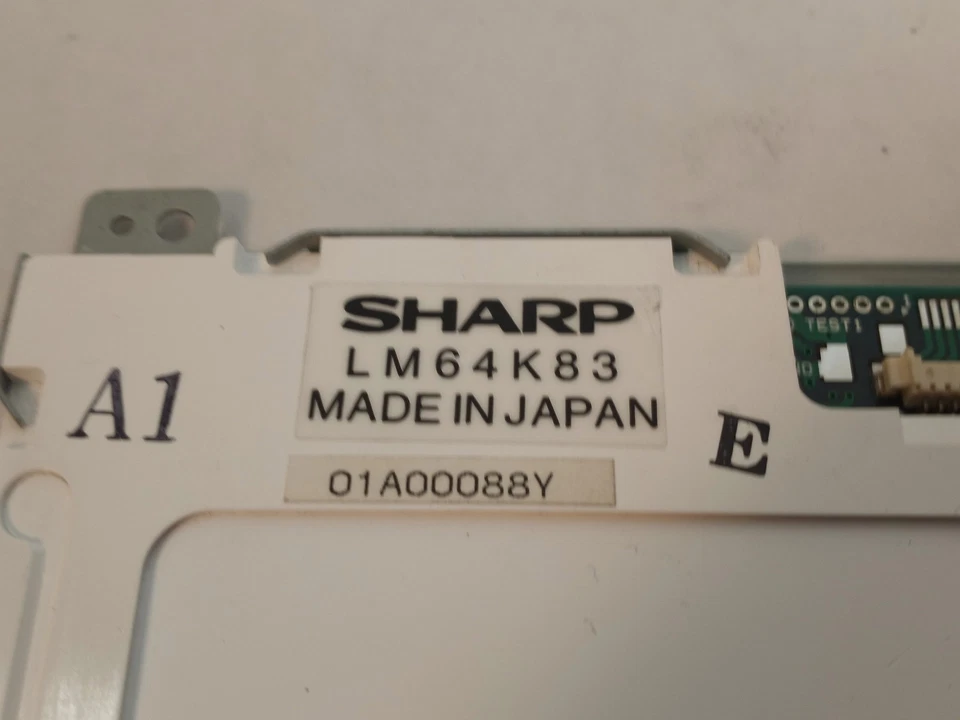 SHARP
LM64K83
MADE IN JAPAN
A1
E
01A00088Y
TEST1